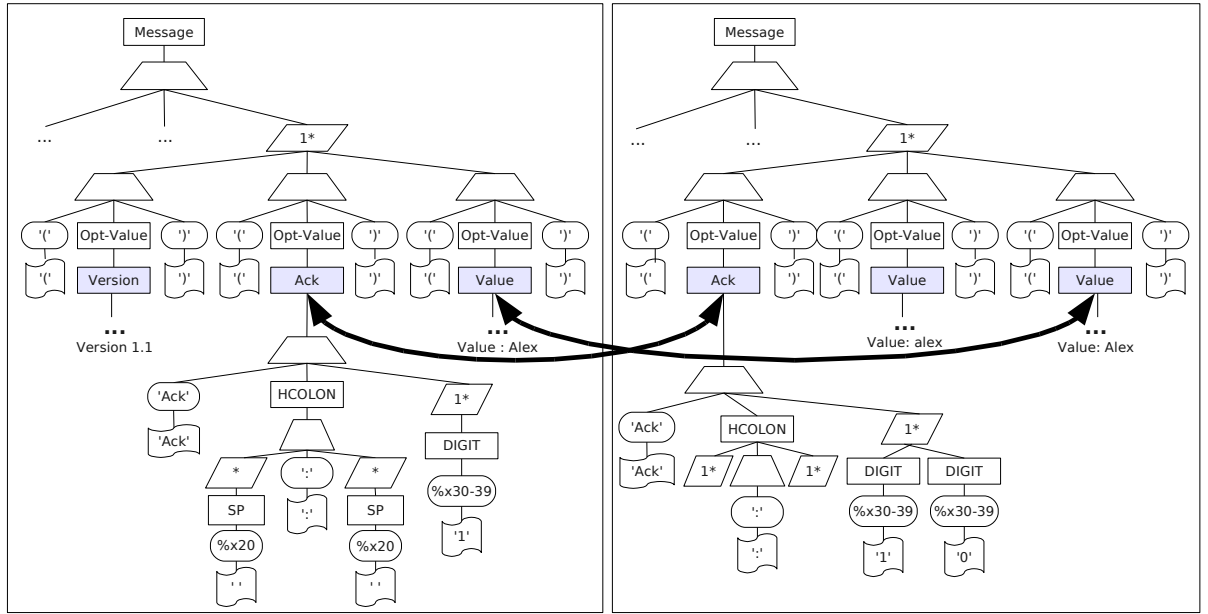 Message
... ... 1*
'(' Opt-Value ')' '(' Opt-Value ')' '(' Opt-Value ')'
'(' Version ')' '(' Ack ')' '(' Value ')'
... ...
Version 1.1 Value : Alex
'Ack' HCOLON 1*
'Ack' DIGIT
* ':' * %x30-39
SP ':' SP '1'
%x20 %x20
' ' ' '
Message
... ... 1*
'(' Opt-Value ')' '(' Opt-Value ')' '(' Opt-Value ')'
'(' Ack ')' '(' Value ')' '(' Value ')'
... ...
Value: alex Value: Alex
'Ack' HCOLON 1*
'Ack' 1* 1* DIGIT DIGIT
':' %x30-39 %x30-39
':' '1' '0'